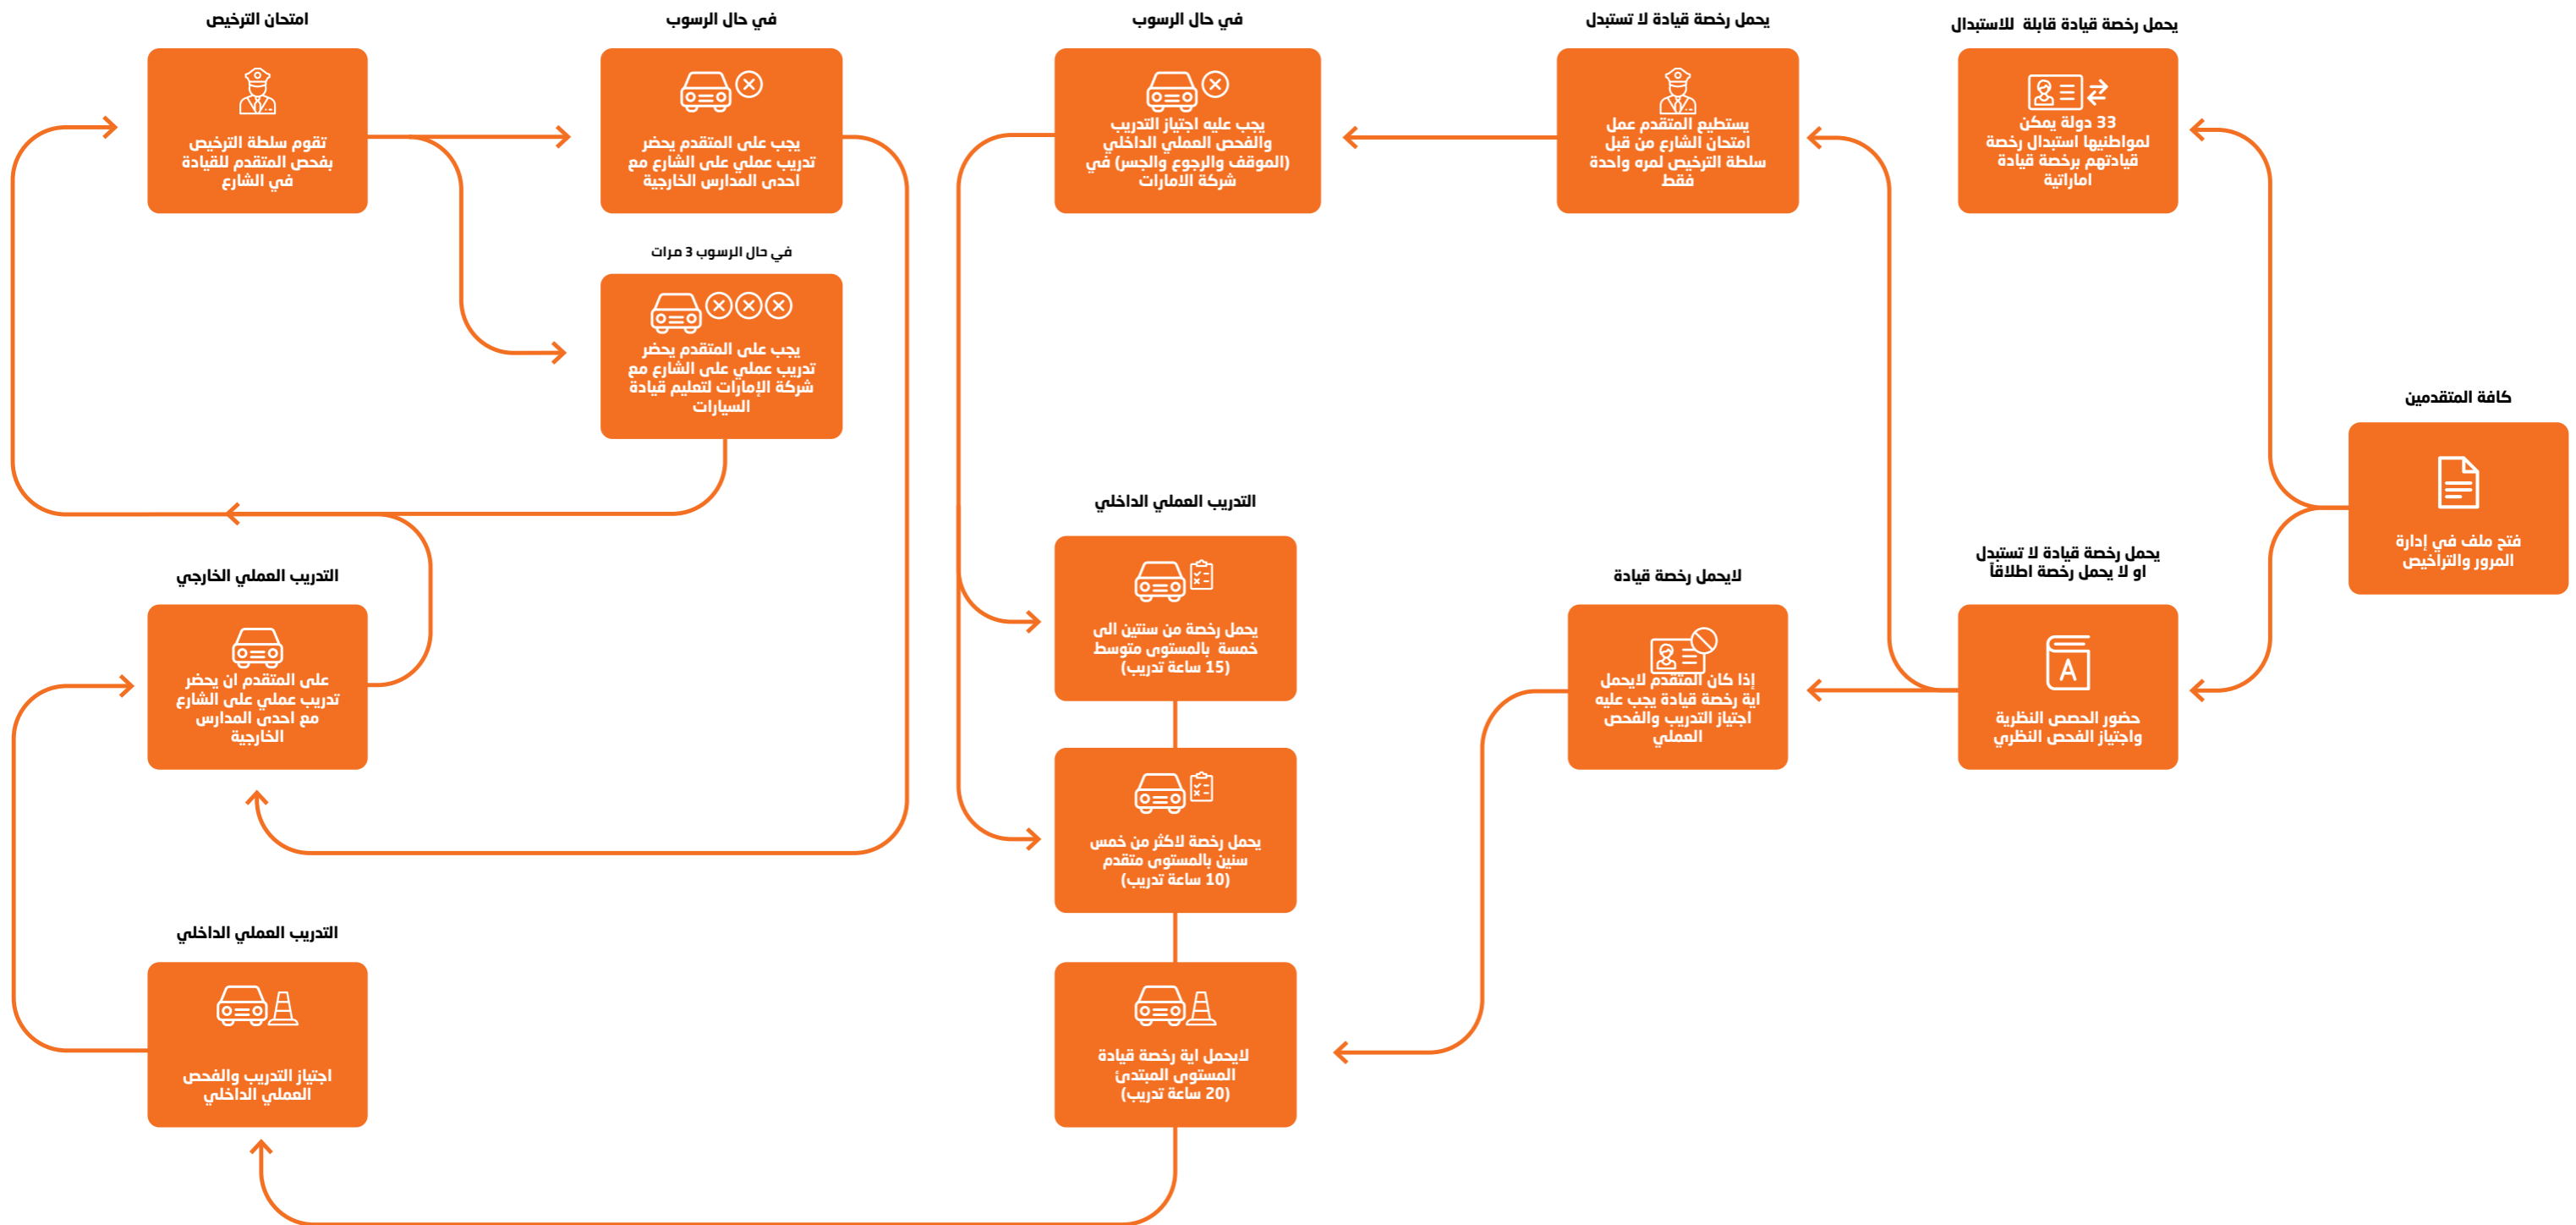 كافة المتقدمين
فتح ملف في إدارة
المرور والتراخيص
يحمل رخصة قيادة قابلة للاستبدال
33 دولة يمكن
لمواطنيها استبدال رخصة
قيادتهم برخصة قيادة
اماراتية
يحمل رخصة قيادة لا تستبدل
او لا يحمل رخصة اطلاقاً
حضور الحصص النظرية
واجتياز الفحص النظري
يحمل رخصة قيادة لا تستبدل
يستطيع المتقدم عمل
امتحان الشارع من قبل
سلطة الترخيص لمره واحدة
فقط
لايحمل رخصة قيادة
إذا كان المتقدم لايحمل
اية رخصة قيادة يجب عليه
اجتياز التدريب والفحص
العملي
في حال الرسوب
يجب عليه اجتياز التدريب
والفحص العملي الداخلي
(الموقف والرجوع والجسر) في
شركة الامارات
التدريب العملي الداخلي
يحمل رخصة من سنتين الى
خمسة بالمستوى متوسط
(15 ساعة تدريب)
يحمل رخصة لاكثر من خمس
سنين بالمستوى متقدم
(10 ساعة تدريب)
لايحمل اية رخصة قيادة
المستوى المبتدئ
(20 ساعة تدريب)
في حال الرسوب
يجب على المتقدم يحضر
تدريب عملي على الشارع مع
احدى المدارس الخارجية
في حال الرسوب 3 مرات
يجب على المتقدم يحضر
تدريب عملي على الشارع مع
شركة الإمارات لتعليم قيادة
السيارات
امتحان الترخيص
تقوم سلطة الترخيص
بفحص المتقدم للقيادة
في الشارع
التدريب العملي الخارجي
على المتقدم ان يحضر
تدريب عملي على الشارع
مع احدى المدارس
الخارجية
التدريب العملي الداخلي
اجتياز التدريب والفحص
العملي الداخلي
A